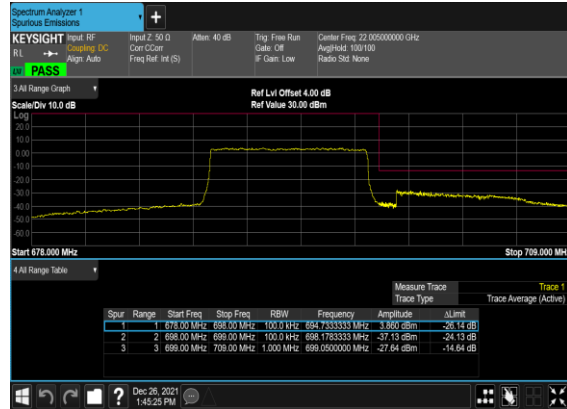 Spectrum Analyzer 1
Spurious Emissions
+
KEYSIGHT Input: RF Input Z: 50 Ω Atten: 40 dB Trig: Free Run Center Freq: 22.005000000 GHz
RL Coupling: DC Corr CCorr Gate: Off Avg|Hold: 100/100
Align: Auto Freq Ref: Int (S) IF Gain: Low Radio Std: None
PASS
3 All Range Graph Ref Lvl Offset 4.00 dB
Scale/Div 10.0 dB Ref Value 30.00 dBm
Log
20.0
10.0
0.00
-10.0
-20.0
-30.0
-40.0
-50.0
-60.0
Start 678.000 MHz Stop 709.000 MH
4 All Range Table
Measure Trace Trace 1
Trace Type Trace Average (Active)
Spur Range Start Freq Stop Freq RBW Frequency Amplitude ΔLimit
1 1 678.00 MHz 698.00 MHz 100.0 kHz 694.7333333 MHz 3.860 dBm -26.14 dB
2 2 698.00 MHz 699.00 MHz 100.0 kHz 698.1783333 MHz -37.13 dBm -24.13 dB
3 3 699.00 MHz 709.00 MHz 1.000 MHz 699.0500000 MHz -27.64 dBm -14.64 dB
?
Dec 26, 2021
1:45:25 PM